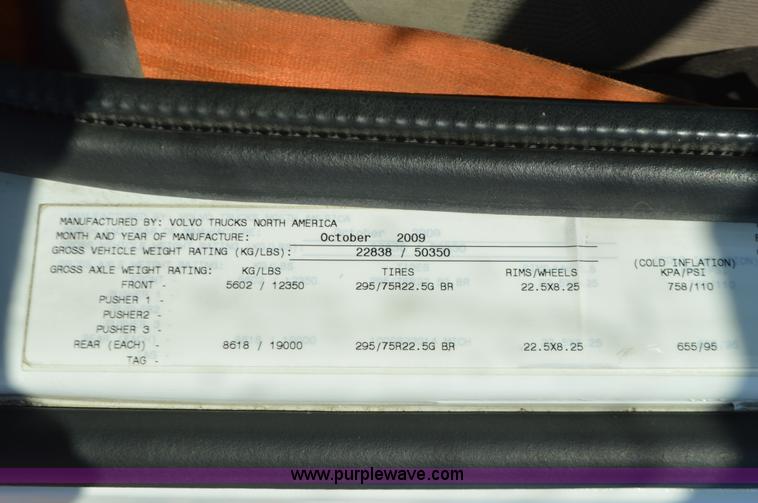 MANUFACTURED BY: VOLVO TRUCKS NORTH AMERICA
MONTH AND YEAR OF MANUFACTURE: October 2009
GROSS VEHICLE WEIGHT RATING (KG/LBS): 22838 / 50350
(COLD INFLATION)
GROSS AXLE WEIGHT RATING: KG/LBS TIRES RIMS/WHEELS KPA/PSI
FRONT - 5602 / 12350 295/75R22.5G BR 22.5X8.25 758/110
PUSHER 1 -
PUSHER2 -
PUSHER 3 -
REAR (EACH) - 8618 / 19000 295/75R22.5G BR 22.5X8.25 655/95
TAG -
www.purplewave.com